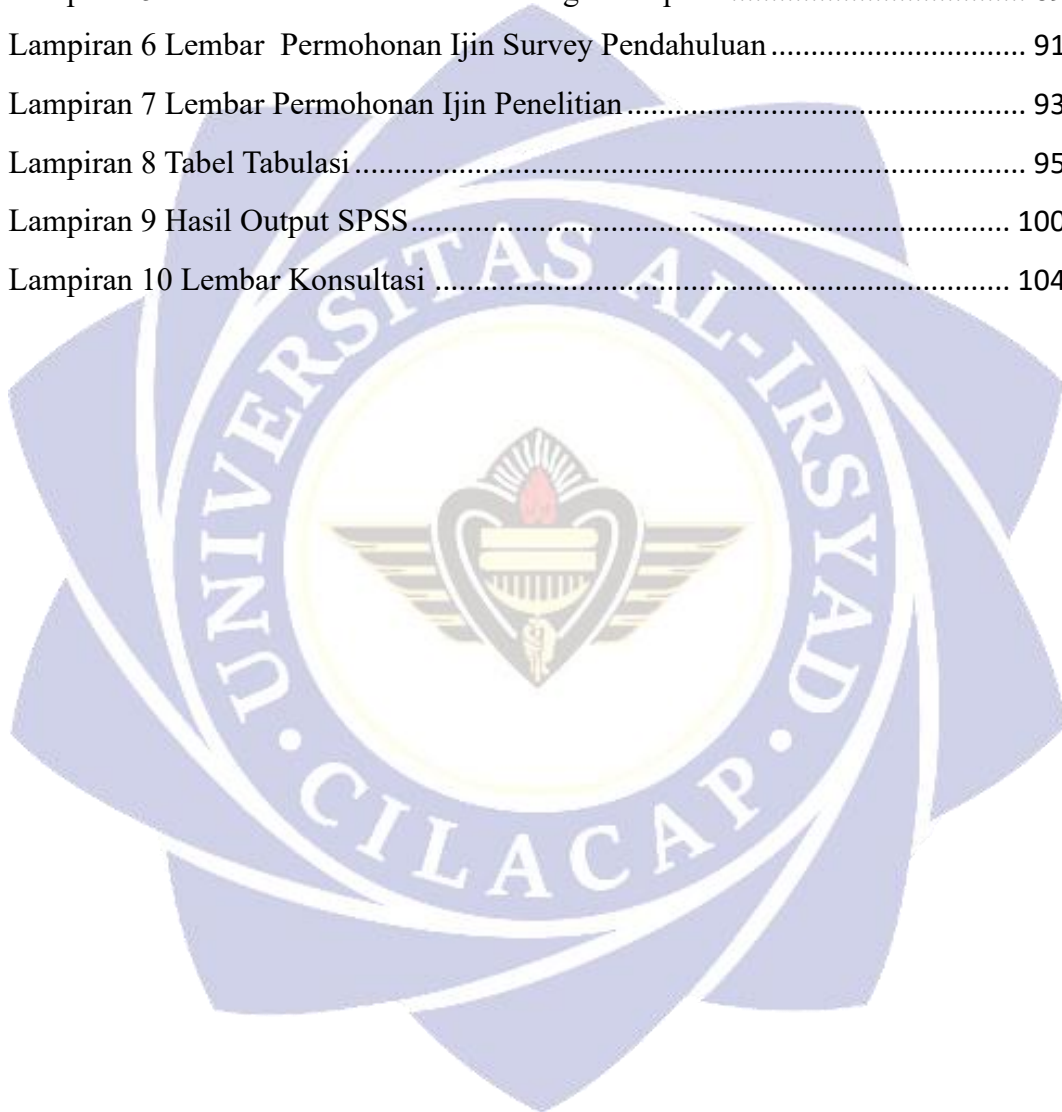 Lampiran 6 Lembar Permohonan Ijin Survey Pendahuluan .............................. 91
Lampiran 7 Lembar Permohonan Ijin Penelitian ............................................... 93
Lampiran 8 Tabel Tabulasi ................................................................................ 95
Lampiran 9 Hasil Output SPSS ....................................................................... 100
Lampiran 10 Lembar Konsultasi .................................................................... 104
UNIVERSITAS AL-IRSYAD
• CILACAP •